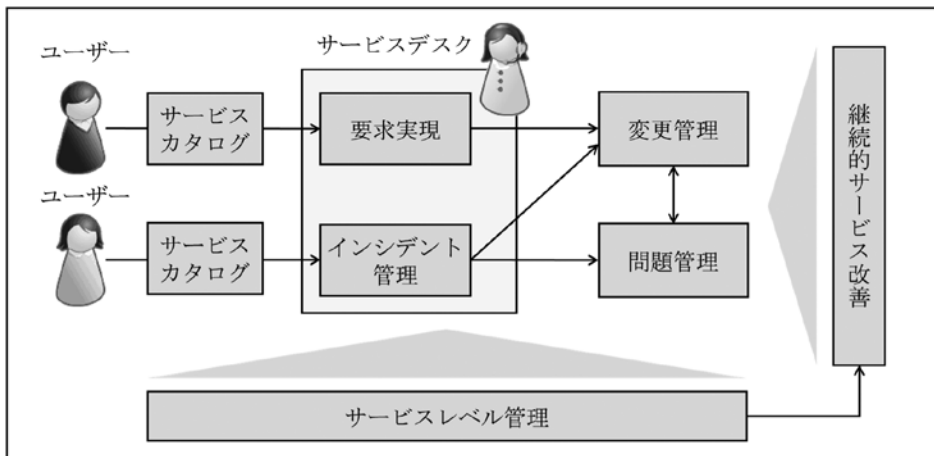 ユーザー
サービスデスク
サービス
カタログ
要求実現
変更管理
ユーザー
サービス
カタログ
インシデント
管理
問題管理
継続的サービス改善
サービスレベル管理